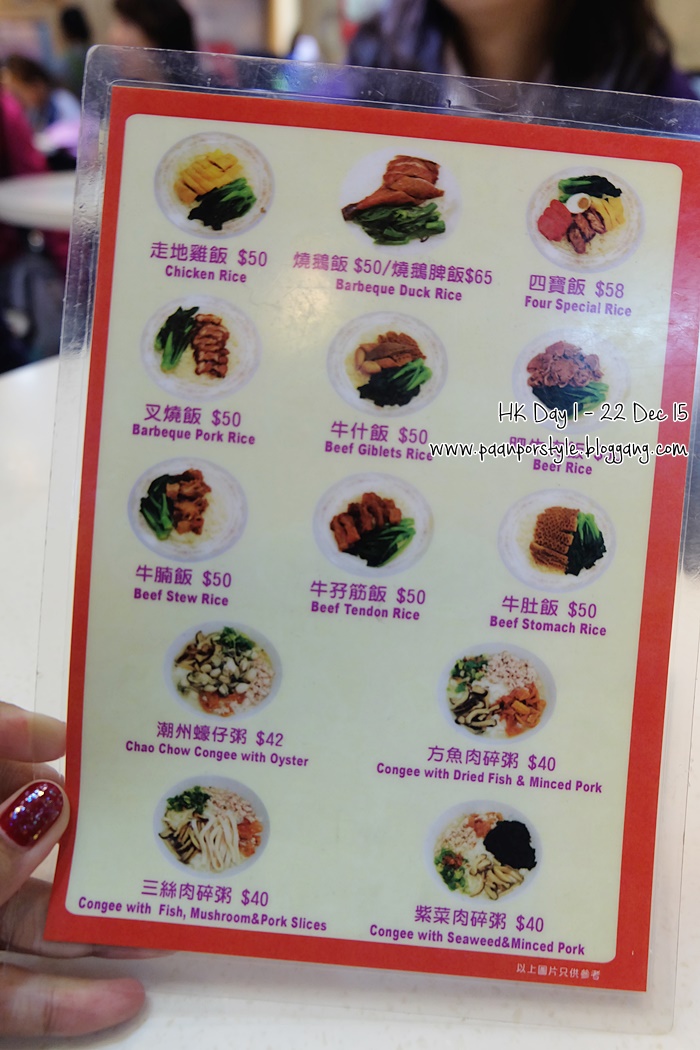 走地雞飯 $50
Chicken Rice
燒鵝飯 $50/燒鵝脾飯$65
Barbeque Duck Rice
四寶飯 $58
Four Special Rice
叉燒飯 $50
Barbeque Pork Rice
牛什飯 $50
Beef Giblets Rice
Beef Rice
HK Day 1 - 22 Dec 15
www.paanporstyle.bloggang.com
牛腩飯 $50
Beef Stew Rice
牛孖筋飯 $50
Beef Tendon Rice
牛肚飯 $50
Beef Stomach Rice
潮州蠔仔粥 $42
Chao Chow Congee with Oyster
方魚肉碎粥 $40
Congee with Dried Fish & Minced Pork
三絲肉碎粥 $40
Congee with Fish, Mushroom&Pork Slices
紫菜肉碎粥 $40
Congee with Seaweed&Minced Pork
以上圖片只供參考